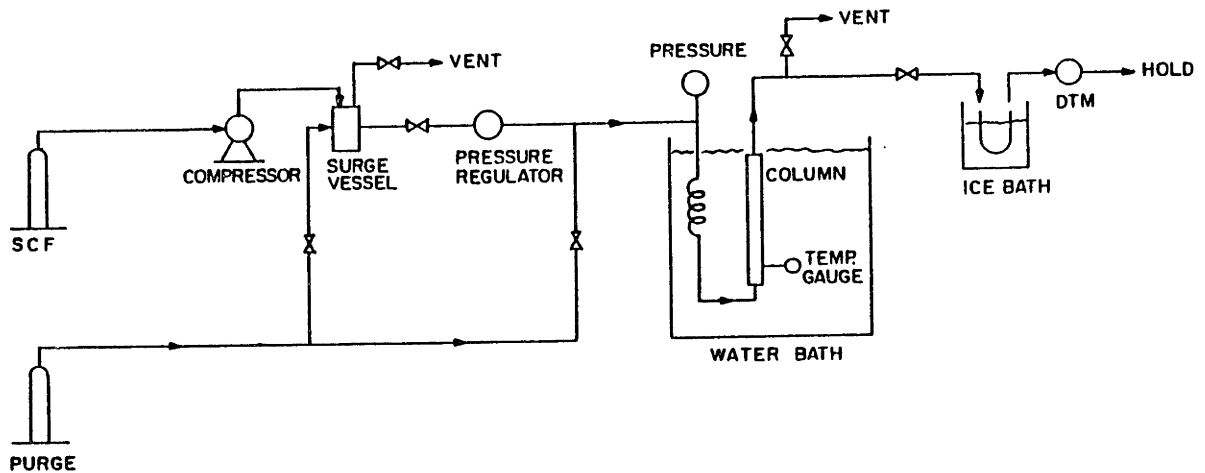 VENT
VENT
PRESSURE
HOLD
DTM
COMPRESSOR
SURGE
VESSEL
PRESSURE
REGULATOR
COLUMN
ICE BATH
SCF
TEMP.
GAUGE
WATER BATH
PURGE